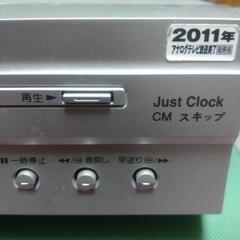 2011年
アナログテレビ放送終了
再生▶
Just Clock
CM スキップ
❚❚一時停止
◀◀/巻戻し
早送り/▶▶